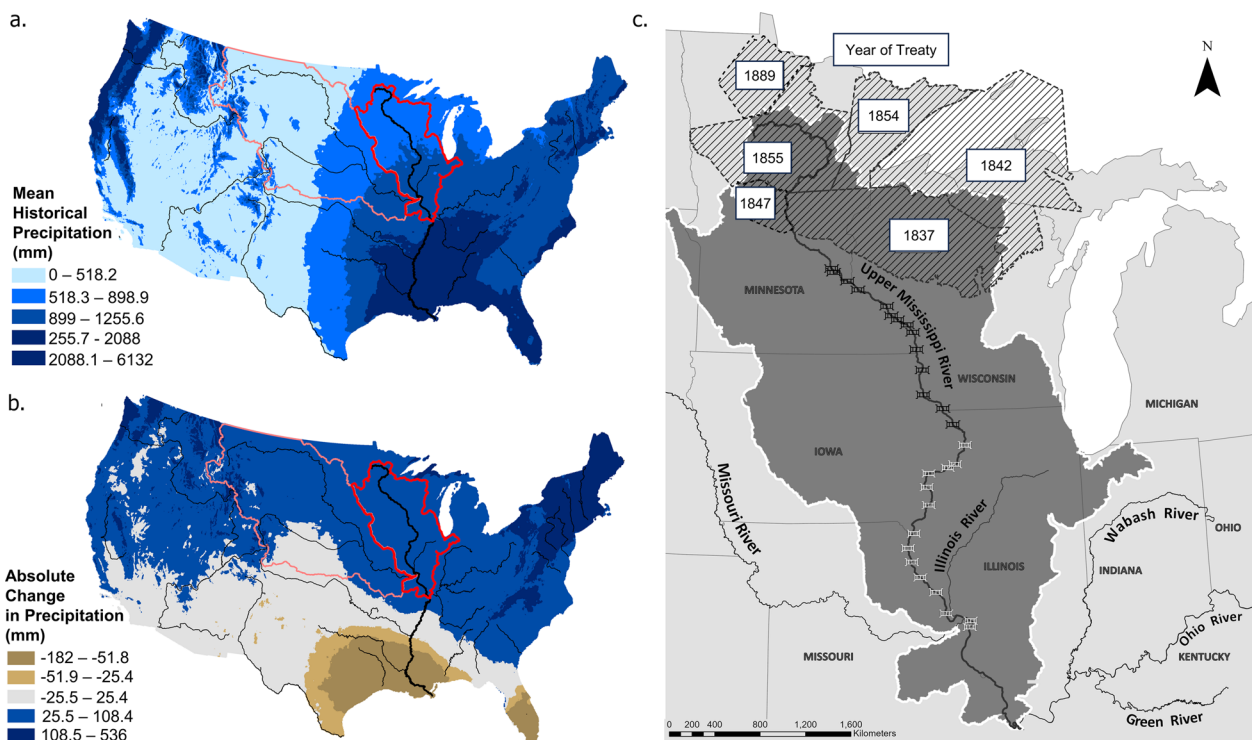 a.
Mean
Historical
Precipitation
(mm)
0 – 518.2
518.3 – 898.9
899 – 1255.6
255.7 - 2088
2088.1 – 6132
b.
Absolute
Change
in Precipitation
(mm)
-182 – -51.8
-51.9 – -25.4
-25.5 – 25.4
25.5 – 108.4
108.5 – 536
c.
Year of Treaty
N
1889
1854
1855
1842
1847
1837
MINNESOTA
Upper Mississippi River
WISCONSIN
MICHIGAN
IOWA
Missouri River
Illinois River
ILLINOIS
Wabash River
OHIO
INDIANA
Ohio River
MISSOURI
KENTUCKY
Green River
0 200 400 800 1,200 1,600
Kilometers